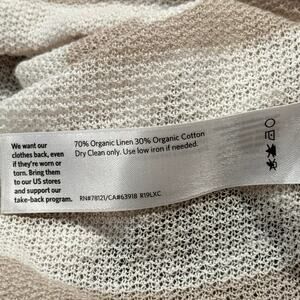 We want our
clothes back, even
if they're worn or
torn. Bring them
to our US stores
and support our
take-back program.
70% Organic Linen 30% Organic Cotton
Dry Clean only. Use low iron if needed.
RN#78121/CA#63918 R19LXC